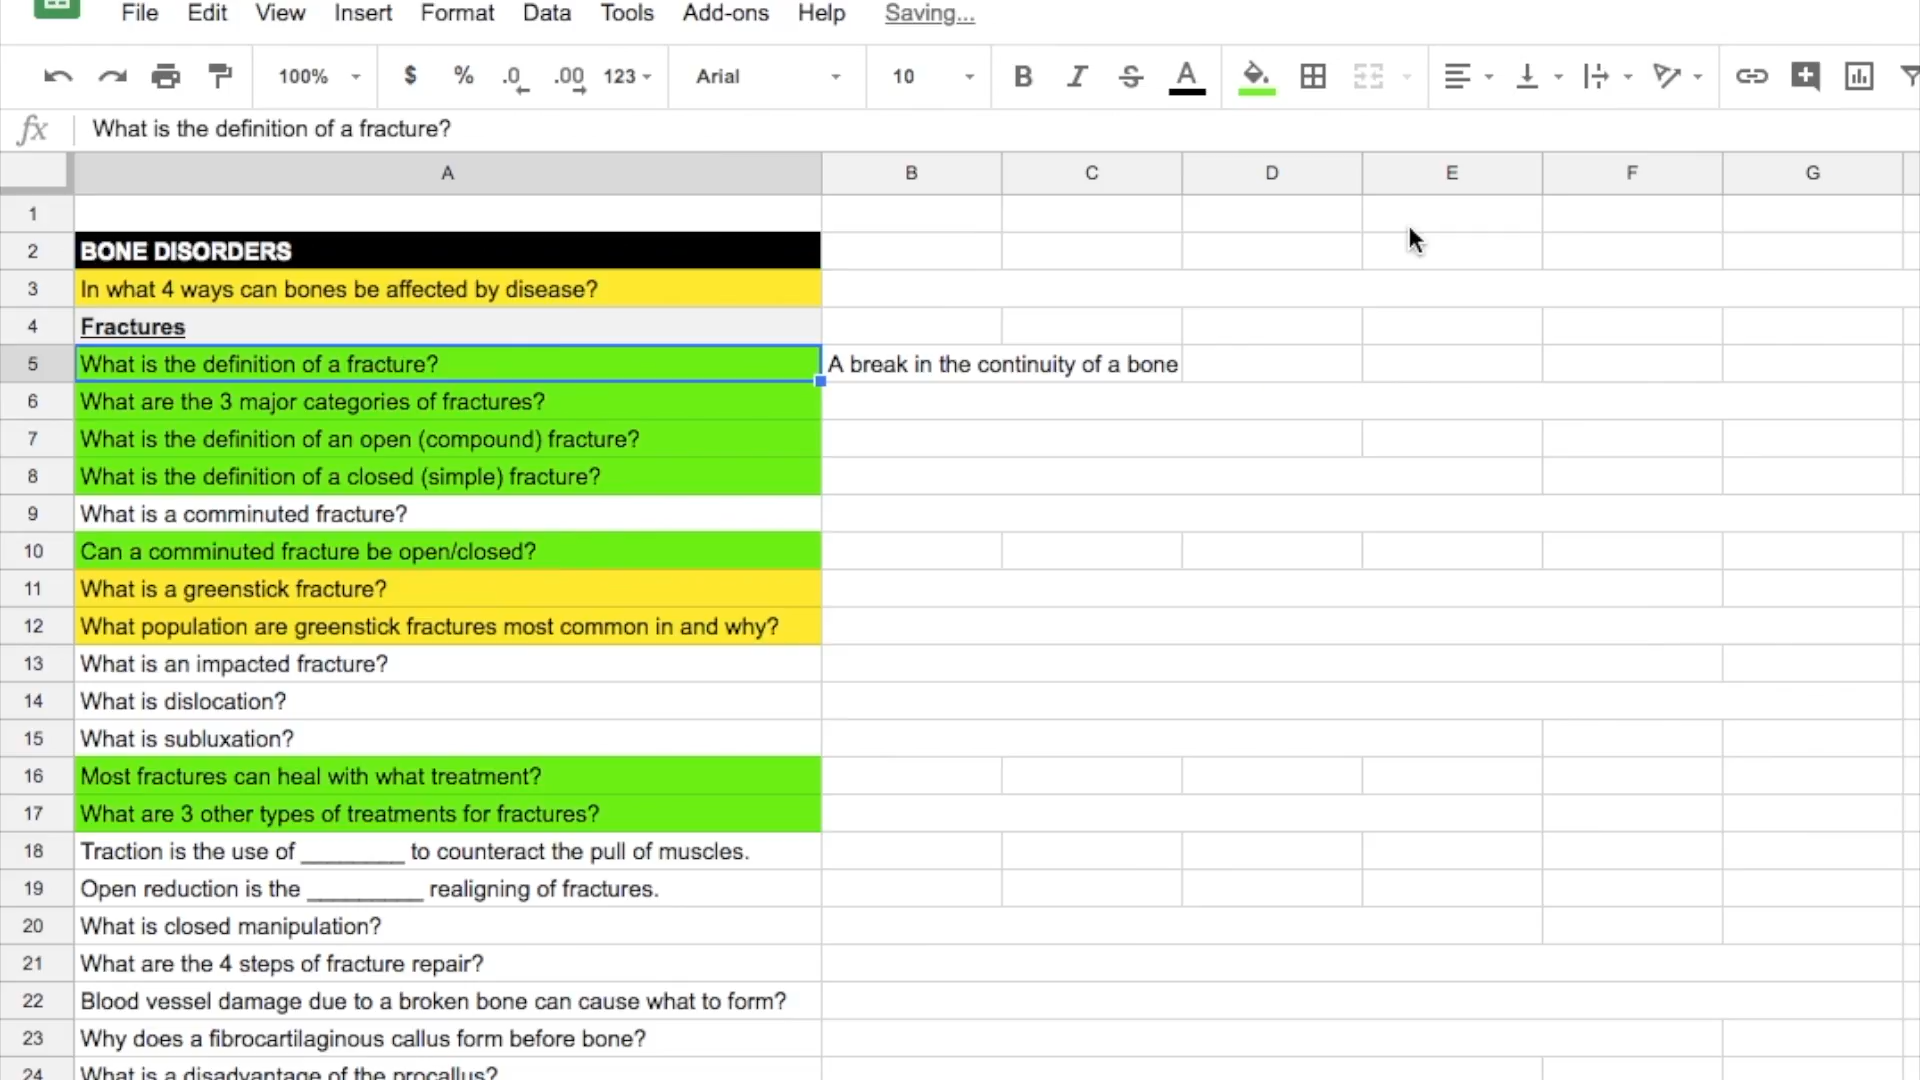 File Edit View Insert Format Data Tools Add-ons Help Saving...
100% $ % .0 .00 123 Arial 10 B I S A
fx What is the definition of a fracture?
A B C D E F G
1
2 BONE DISORDERS
3 In what 4 ways can bones be affected by disease?
4 Fractures
5 What is the definition of a fracture? A break in the continuity of a bone
6 What are the 3 major categories of fractures?
7 What is the definition of an open (compound) fracture?
8 What is the definition of a closed (simple) fracture?
9 What is a comminuted fracture?
10 Can a comminuted fracture be open/closed?
11 What is a greenstick fracture?
12 What population are greenstick fractures most common in and why?
13 What is an impacted fracture?
14 What is dislocation?
15 What is subluxation?
16 Most fractures can heal with what treatment?
17 What are 3 other types of treatments for fractures?
18 Traction is the use of ________ to counteract the pull of muscles.
19 Open reduction is the _________ realigning of fractures.
20 What is closed manipulation?
21 What are the 4 steps of fracture repair?
22 Blood vessel damage due to a broken bone can cause what to form?
23 Why does a fibrocartilaginous callus form before bone?
24 What is a disadvantage of the procallus?